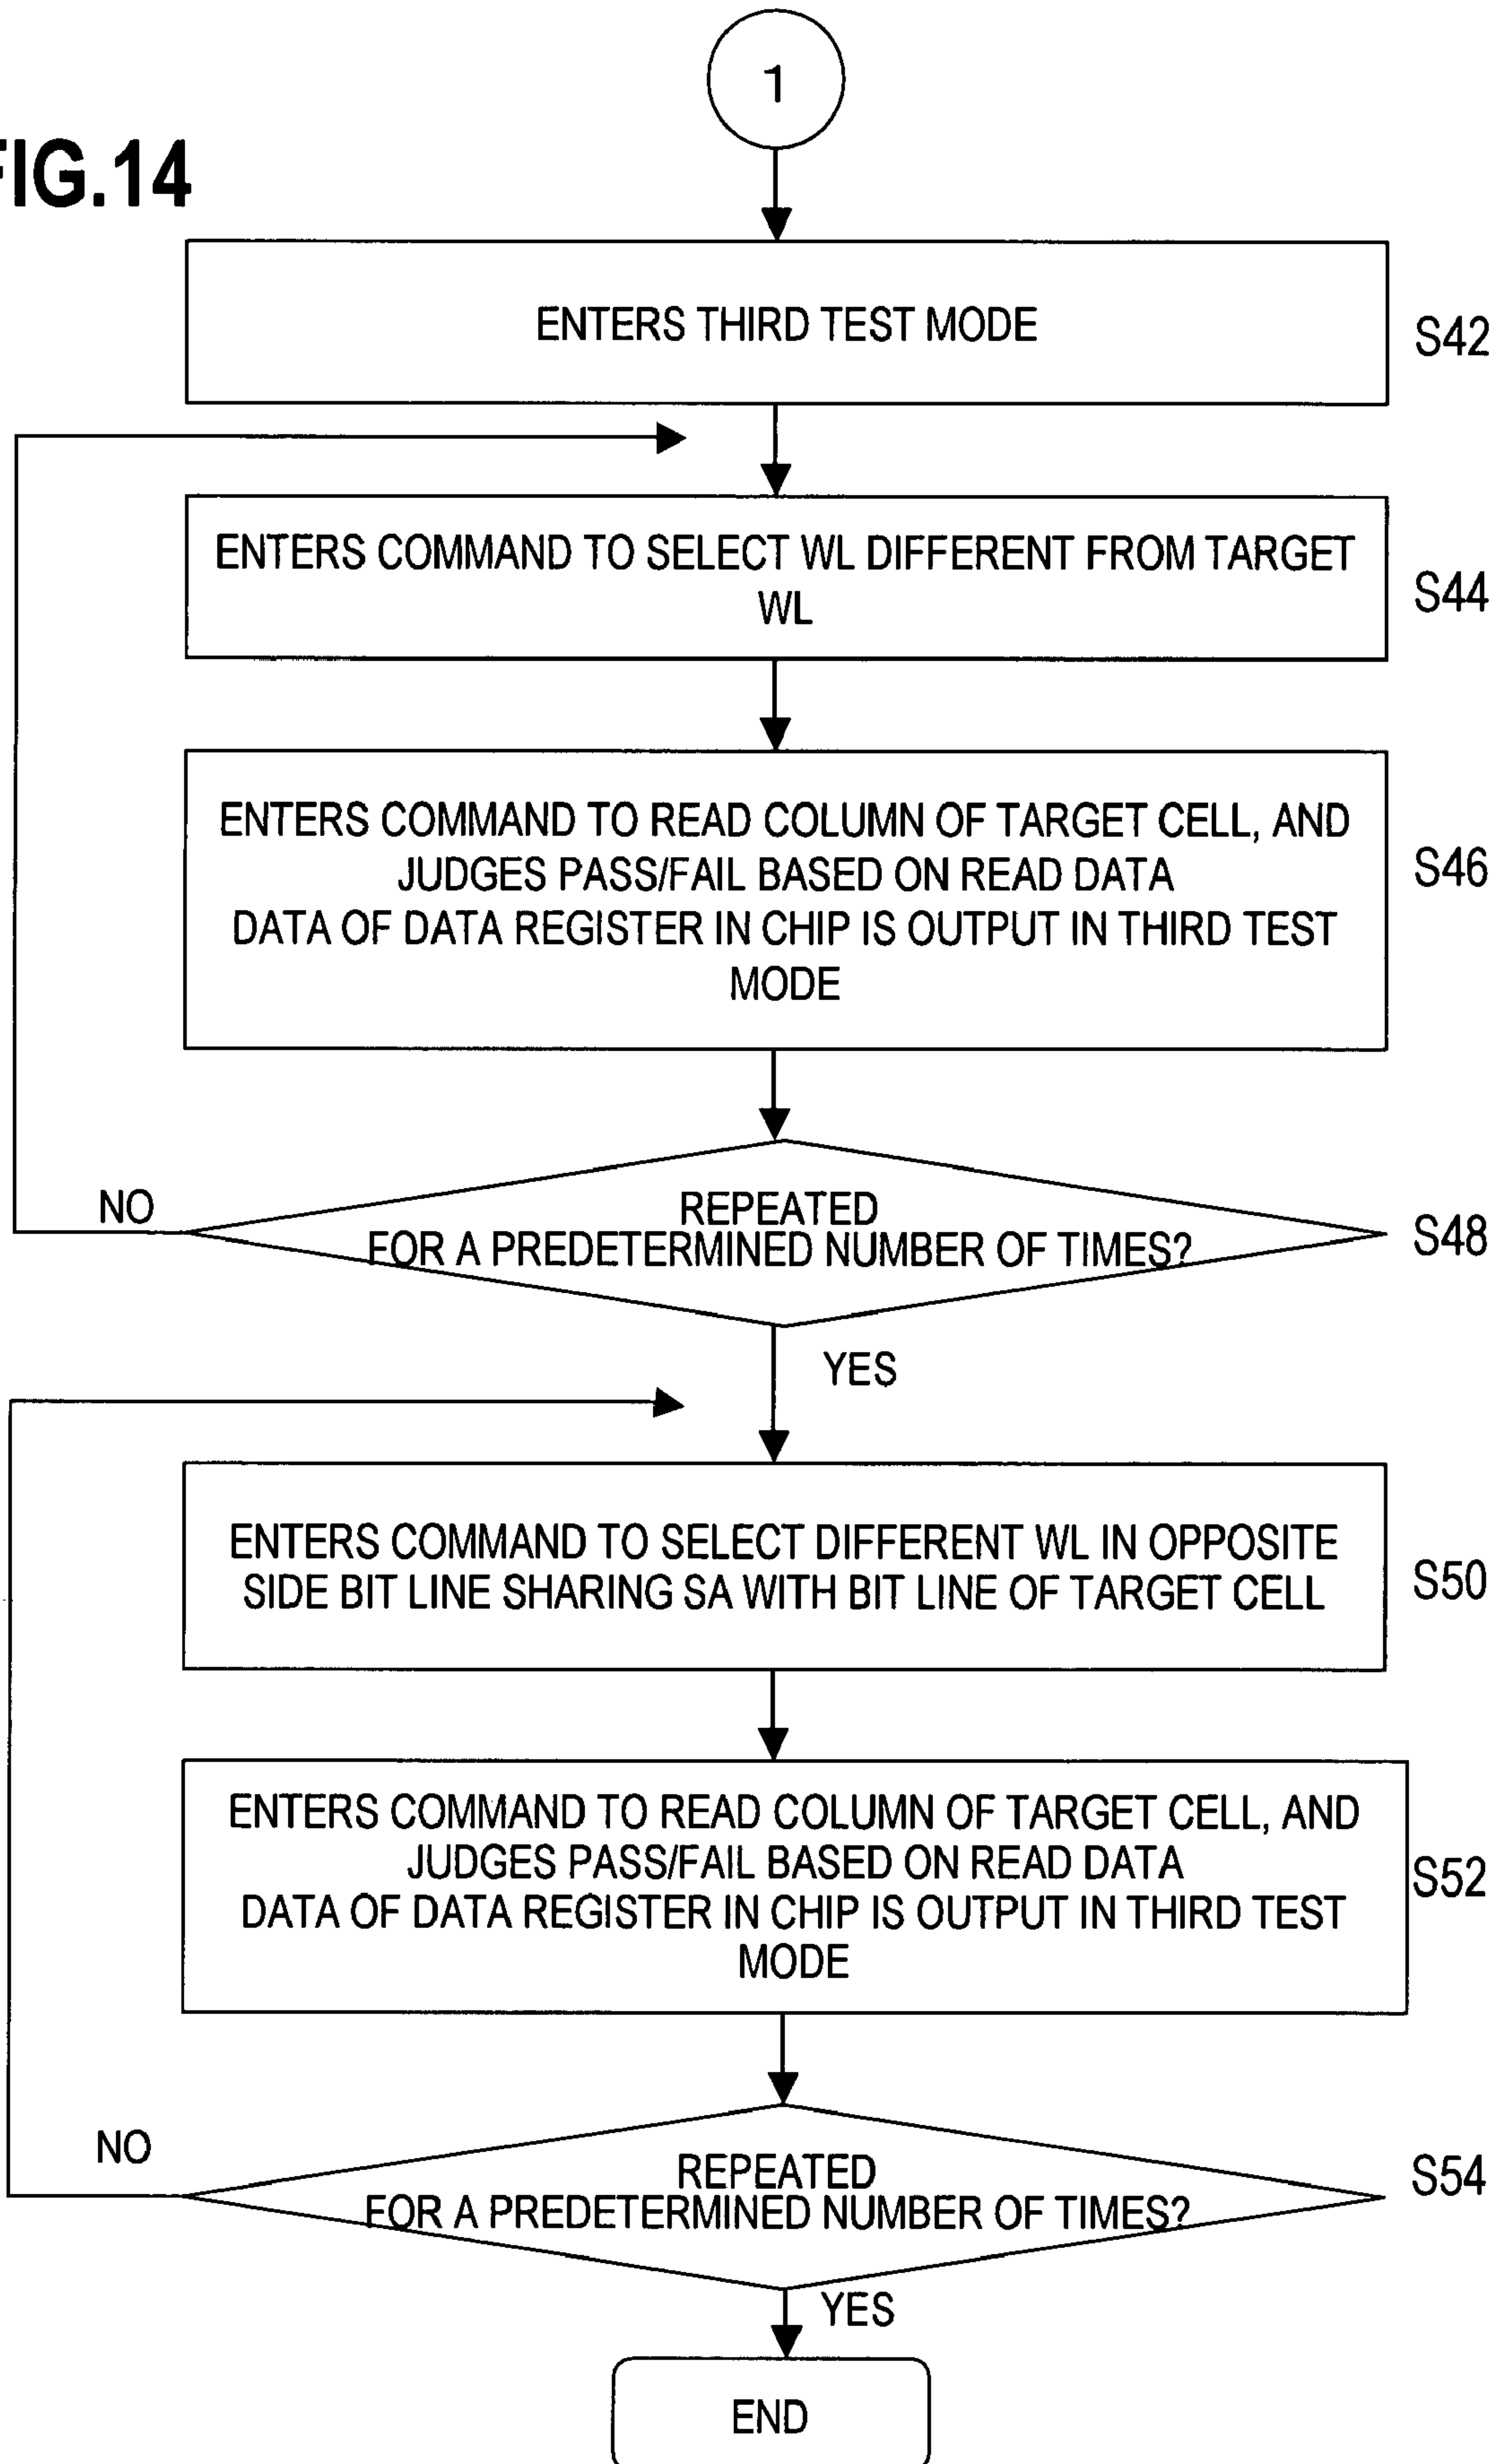 1
FIG.14
ENTERS THIRD TEST MODE
S42
ENTERS COMMAND TO SELECT WL DIFFERENT FROM TARGET
WL
S44
ENTERS COMMAND TO READ COLUMN OF TARGET CELL, AND
JUDGES PASS/FAIL BASED ON READ DATA
DATA OF DATA REGISTER IN CHIP IS OUTPUT IN THIRD TEST
MODE
S46
NO
REPEATED
FOR A PREDETERMINED NUMBER OF TIMES?
S48
YES
ENTERS COMMAND TO SELECT DIFFERENT WL IN OPPOSITE
SIDE BIT LINE SHARING SA WITH BIT LINE OF TARGET CELL
S50
ENTERS COMMAND TO READ COLUMN OF TARGET CELL, AND
JUDGES PASS/FAIL BASED ON READ DATA
DATA OF DATA REGISTER IN CHIP IS OUTPUT IN THIRD TEST
MODE
S52
NO
REPEATED
FOR A PREDETERMINED NUMBER OF TIMES?
S54
YES
END